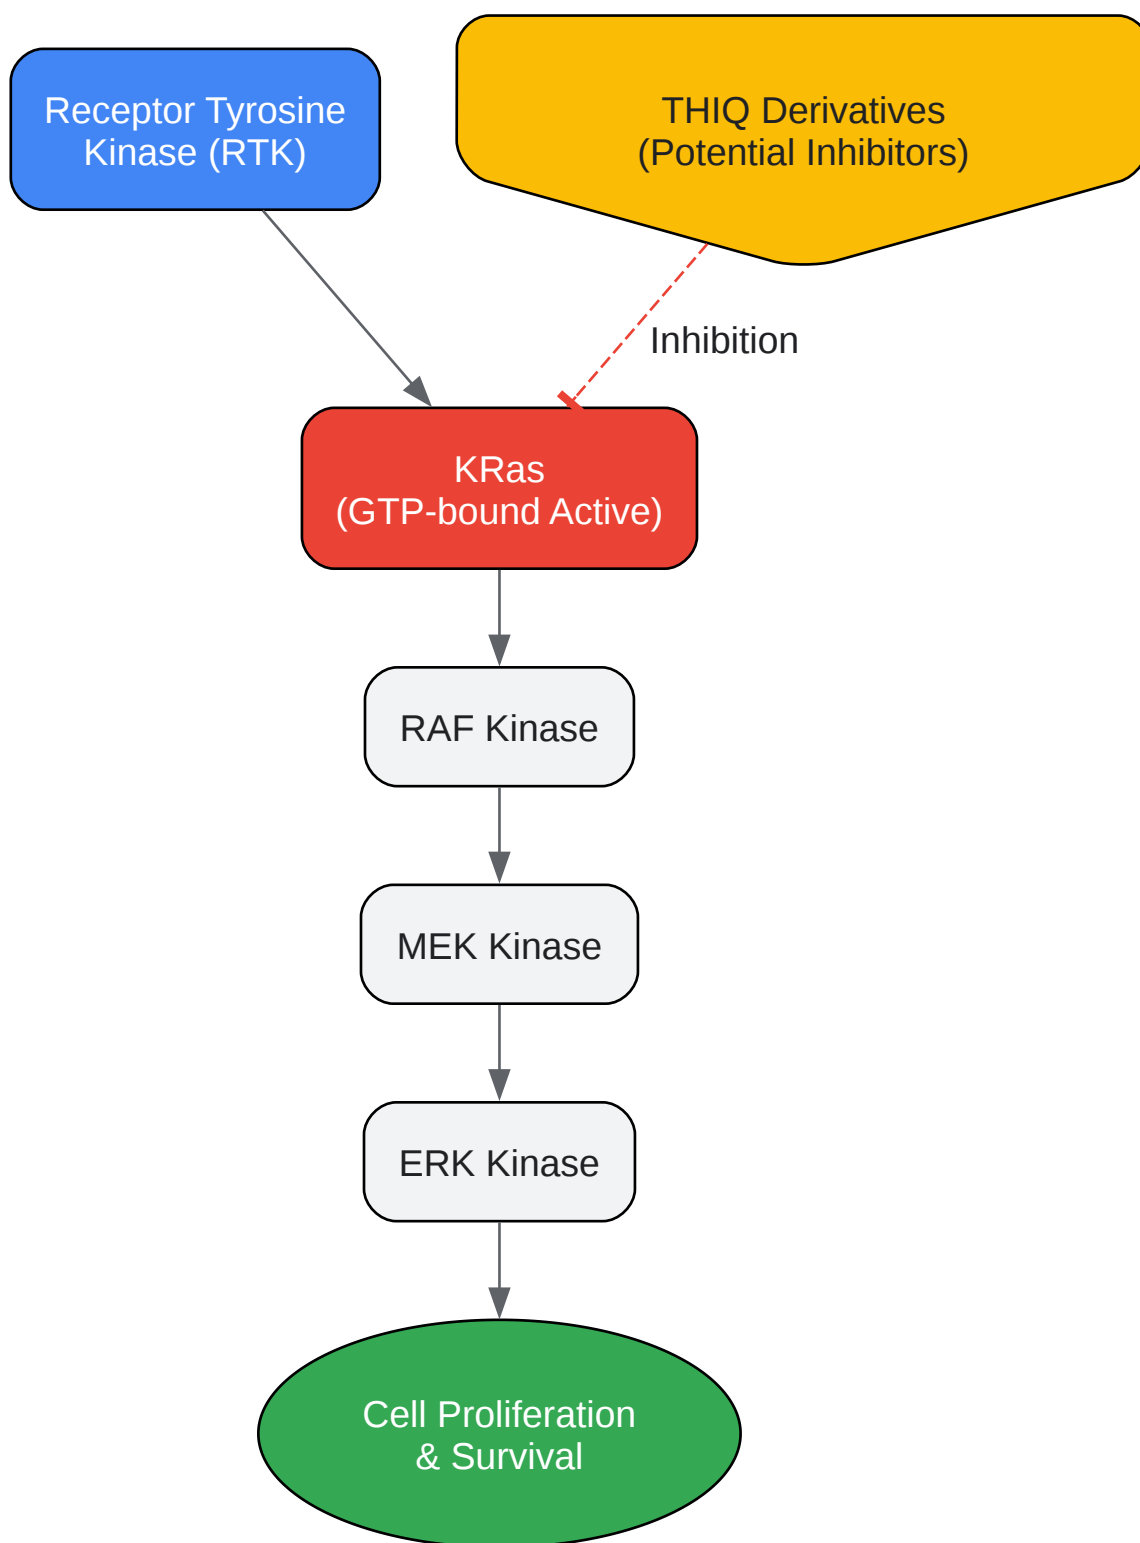 Receptor Tyrosine
Kinase (RTK)
THIQ Derivatives
(Potential Inhibitors)
Inhibition
KRas
(GTP-bound Active)
RAF Kinase
MEK Kinase
ERK Kinase
Cell Proliferation
& Survival